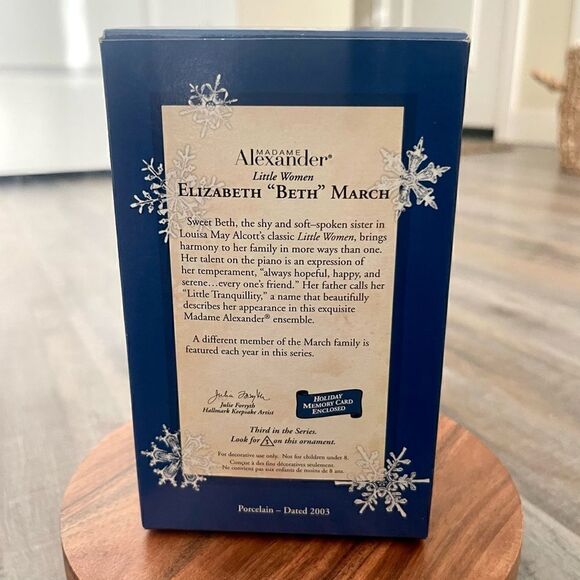 MADAME
Alexander®
Little Women
ELIZABETH “BETH” MARCH
Sweet Beth, the shy and soft–spoken sister in
Louisa May Alcott's classic Little Women, brings
harmony to her family in more ways than one.
Her talent on the piano is an expression of
her temperament, “always hopeful, happy, and
serene…every one's friend.” Her father calls her
“Little Tranquillity,” a name that beautifully
describes her appearance in this exquisite
Madame Alexander® ensemble.
A different member of the March family is
featured each year in this series.
Julia Forsyth
Julie Forsyth
Hallmark Keepsake Artist
HOLIDAY
MEMORY CARD
ENCLOSED
Third in the Series.
Look for 3 on this ornament.
For decorative use only. Not for children under 8.
Conçue à des fins décoratives seulement.
Ne convient pas aux enfants de moins de 8 ans.
Porcelain – Dated 2003